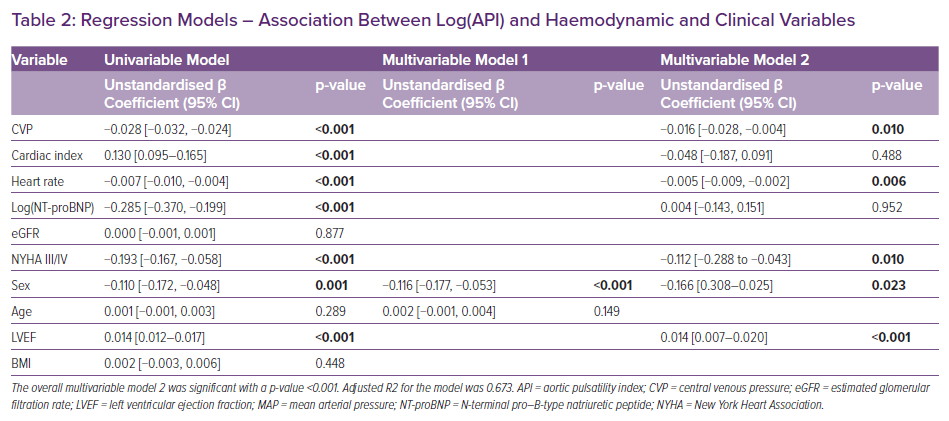 Table 2: Regression Models – Association Between Log(API) and Haemodynamic and Clinical Variables
Variable Univariable Model Multivariable Model 1 Multivariable Model 2
Unstandardised β Coefficient (95% CI) p-value Unstandardised β Coefficient (95% CI) p-value Unstandardised β Coefficient (95% CI) p-value
CVP −0.028 [−0.032, −0.024] <0.001 −0.016 [−0.028, −0.004] 0.010
Cardiac index 0.130 [0.095–0.165] <0.001 −0.048 [−0.187, 0.091] 0.488
Heart rate −0.007 [−0.010, −0.004] <0.001 −0.005 [−0.009, −0.002] 0.006
Log(NT-proBNP) −0.285 [−0.370, −0.199] <0.001 0.004 [−0.143, 0.151] 0.952
eGFR 0.000 [−0.001, 0.001] 0.877
NYHA III/IV −0.193 [−0.167, −0.058] <0.001 −0.112 [−0.288 to −0.043] 0.010
Sex −0.110 [−0.172, −0.048] 0.001 −0.116 [−0.177, −0.053] <0.001 −0.166 [0.308–0.025] 0.023
Age 0.001 [−0.001, 0.003] 0.289 0.002 [−0.001, 0.004] 0.149
LVEF 0.014 [0.012–0.017] <0.001 0.014 [0.007–0.020] <0.001
BMI 0.002 [−0.003, 0.006] 0.448
The overall multivariable model 2 was significant with a p-value <0.001. Adjusted R2 for the model was 0.673. API = aortic pulsatility index; CVP = central venous pressure; eGFR = estimated glomerular
filtration rate; LVEF = left ventricular ejection fraction; MAP = mean arterial pressure; NT-proBNP = N-terminal pro–B-type natriuretic peptide; NYHA = New York Heart Association.